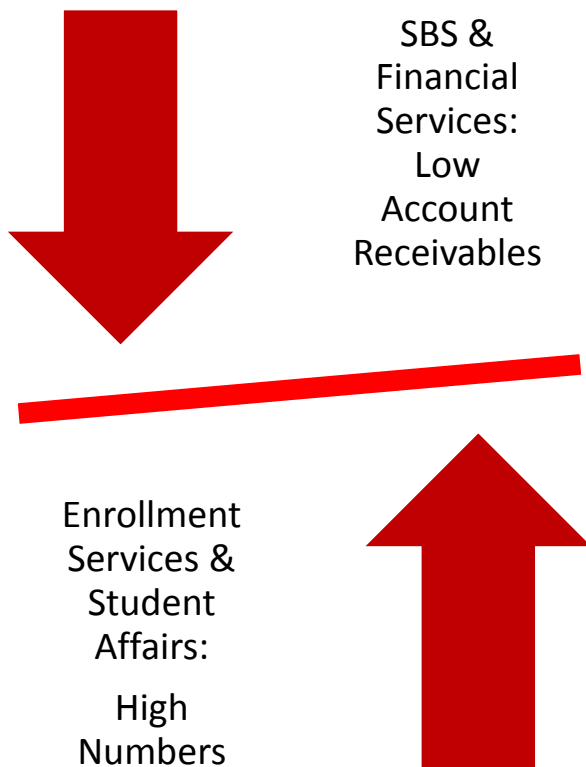 SBS &
Financial
Services:
Low
Account
Receivables
Enrollment
Services &
Student
Affairs:
High
Numbers